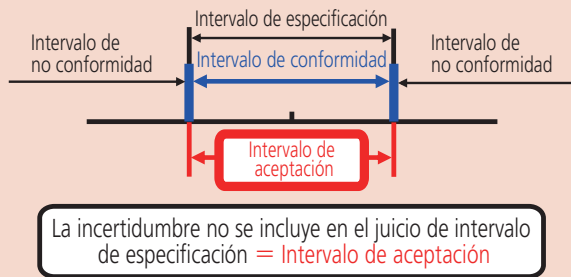 Intervalo de especificación
Intervalo de
no conformidad
Intervalo de conformidad
Intervalo de
no conformidad
Intervalo de
aceptación
La incertidumbre no se incluye en el juicio de intervalo
de especificación = Intervalo de aceptación